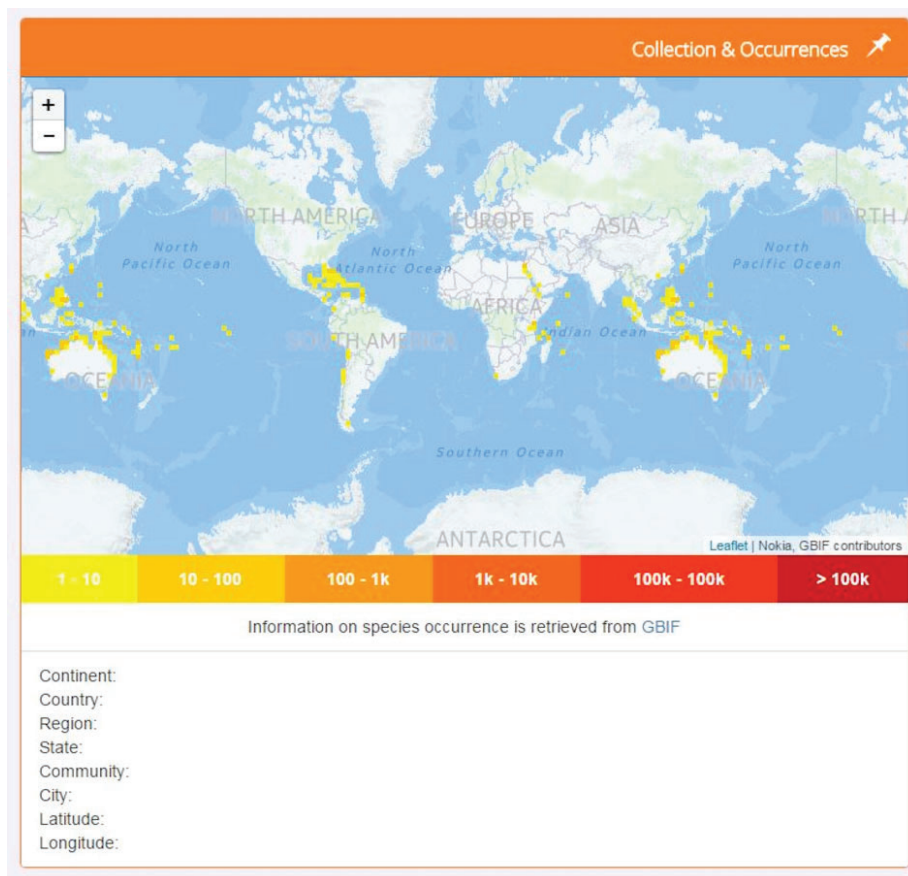 Collection & Occurrences
+
−
NORTH AMERICA
EUROPE
ASIA
NORTH A
A
North
Pacific Ocean
North
Atlantic Ocean
North
Pacific Ocean
AFRICA
SOUTH AMERICA
Indian Ocean
an
S
OCEANIA
OCEANIA
Southern Ocean
ANTARCTICA
Leaflet | Nokia, GBIF contributors
1 - 10 10 - 100 100 - 1k 1k - 10k 100k - 100k > 100k
Information on species occurrence is retrieved from GBIF
Continent:
Country:
Region:
State:
Community:
City:
Latitude:
Longitude: